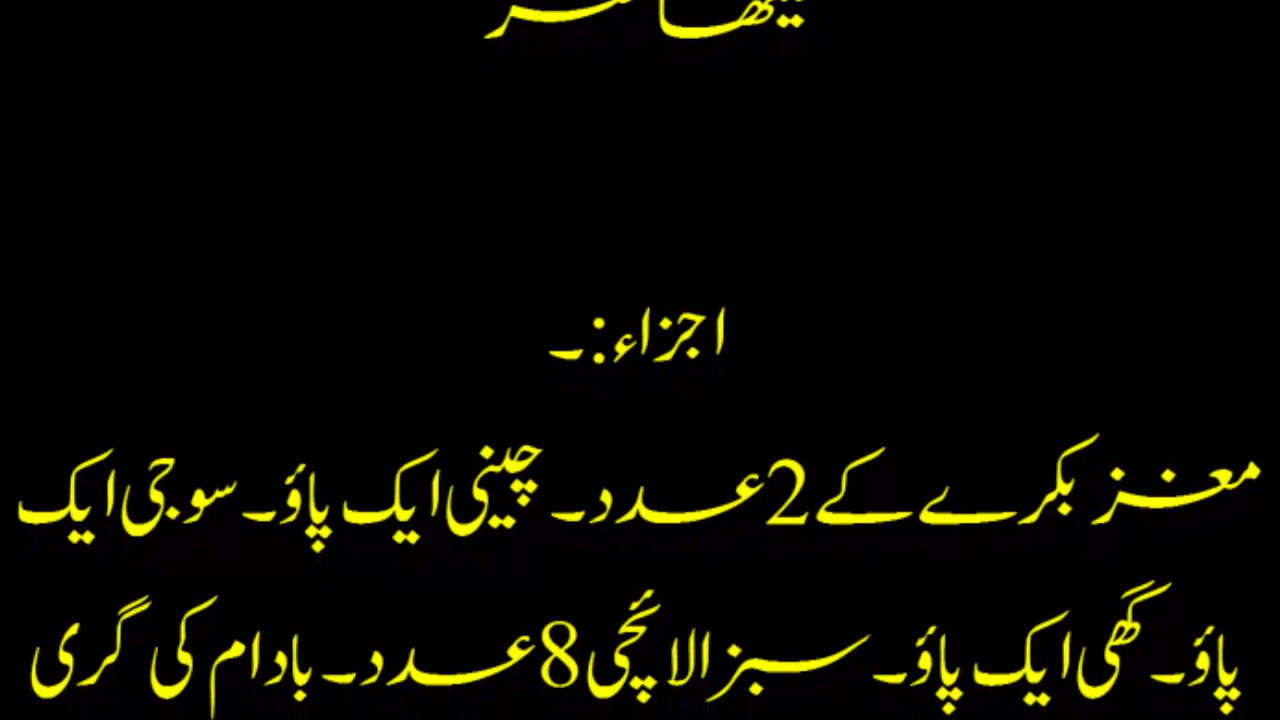 اجزاء:۔
مغز بکرے کے 2 عدد۔ چینی ایک پاؤ۔ سوجی ایک
پاؤ۔ گھی ایک پاؤ۔ سبز الائچی 8 عدد۔ بادام کی گری